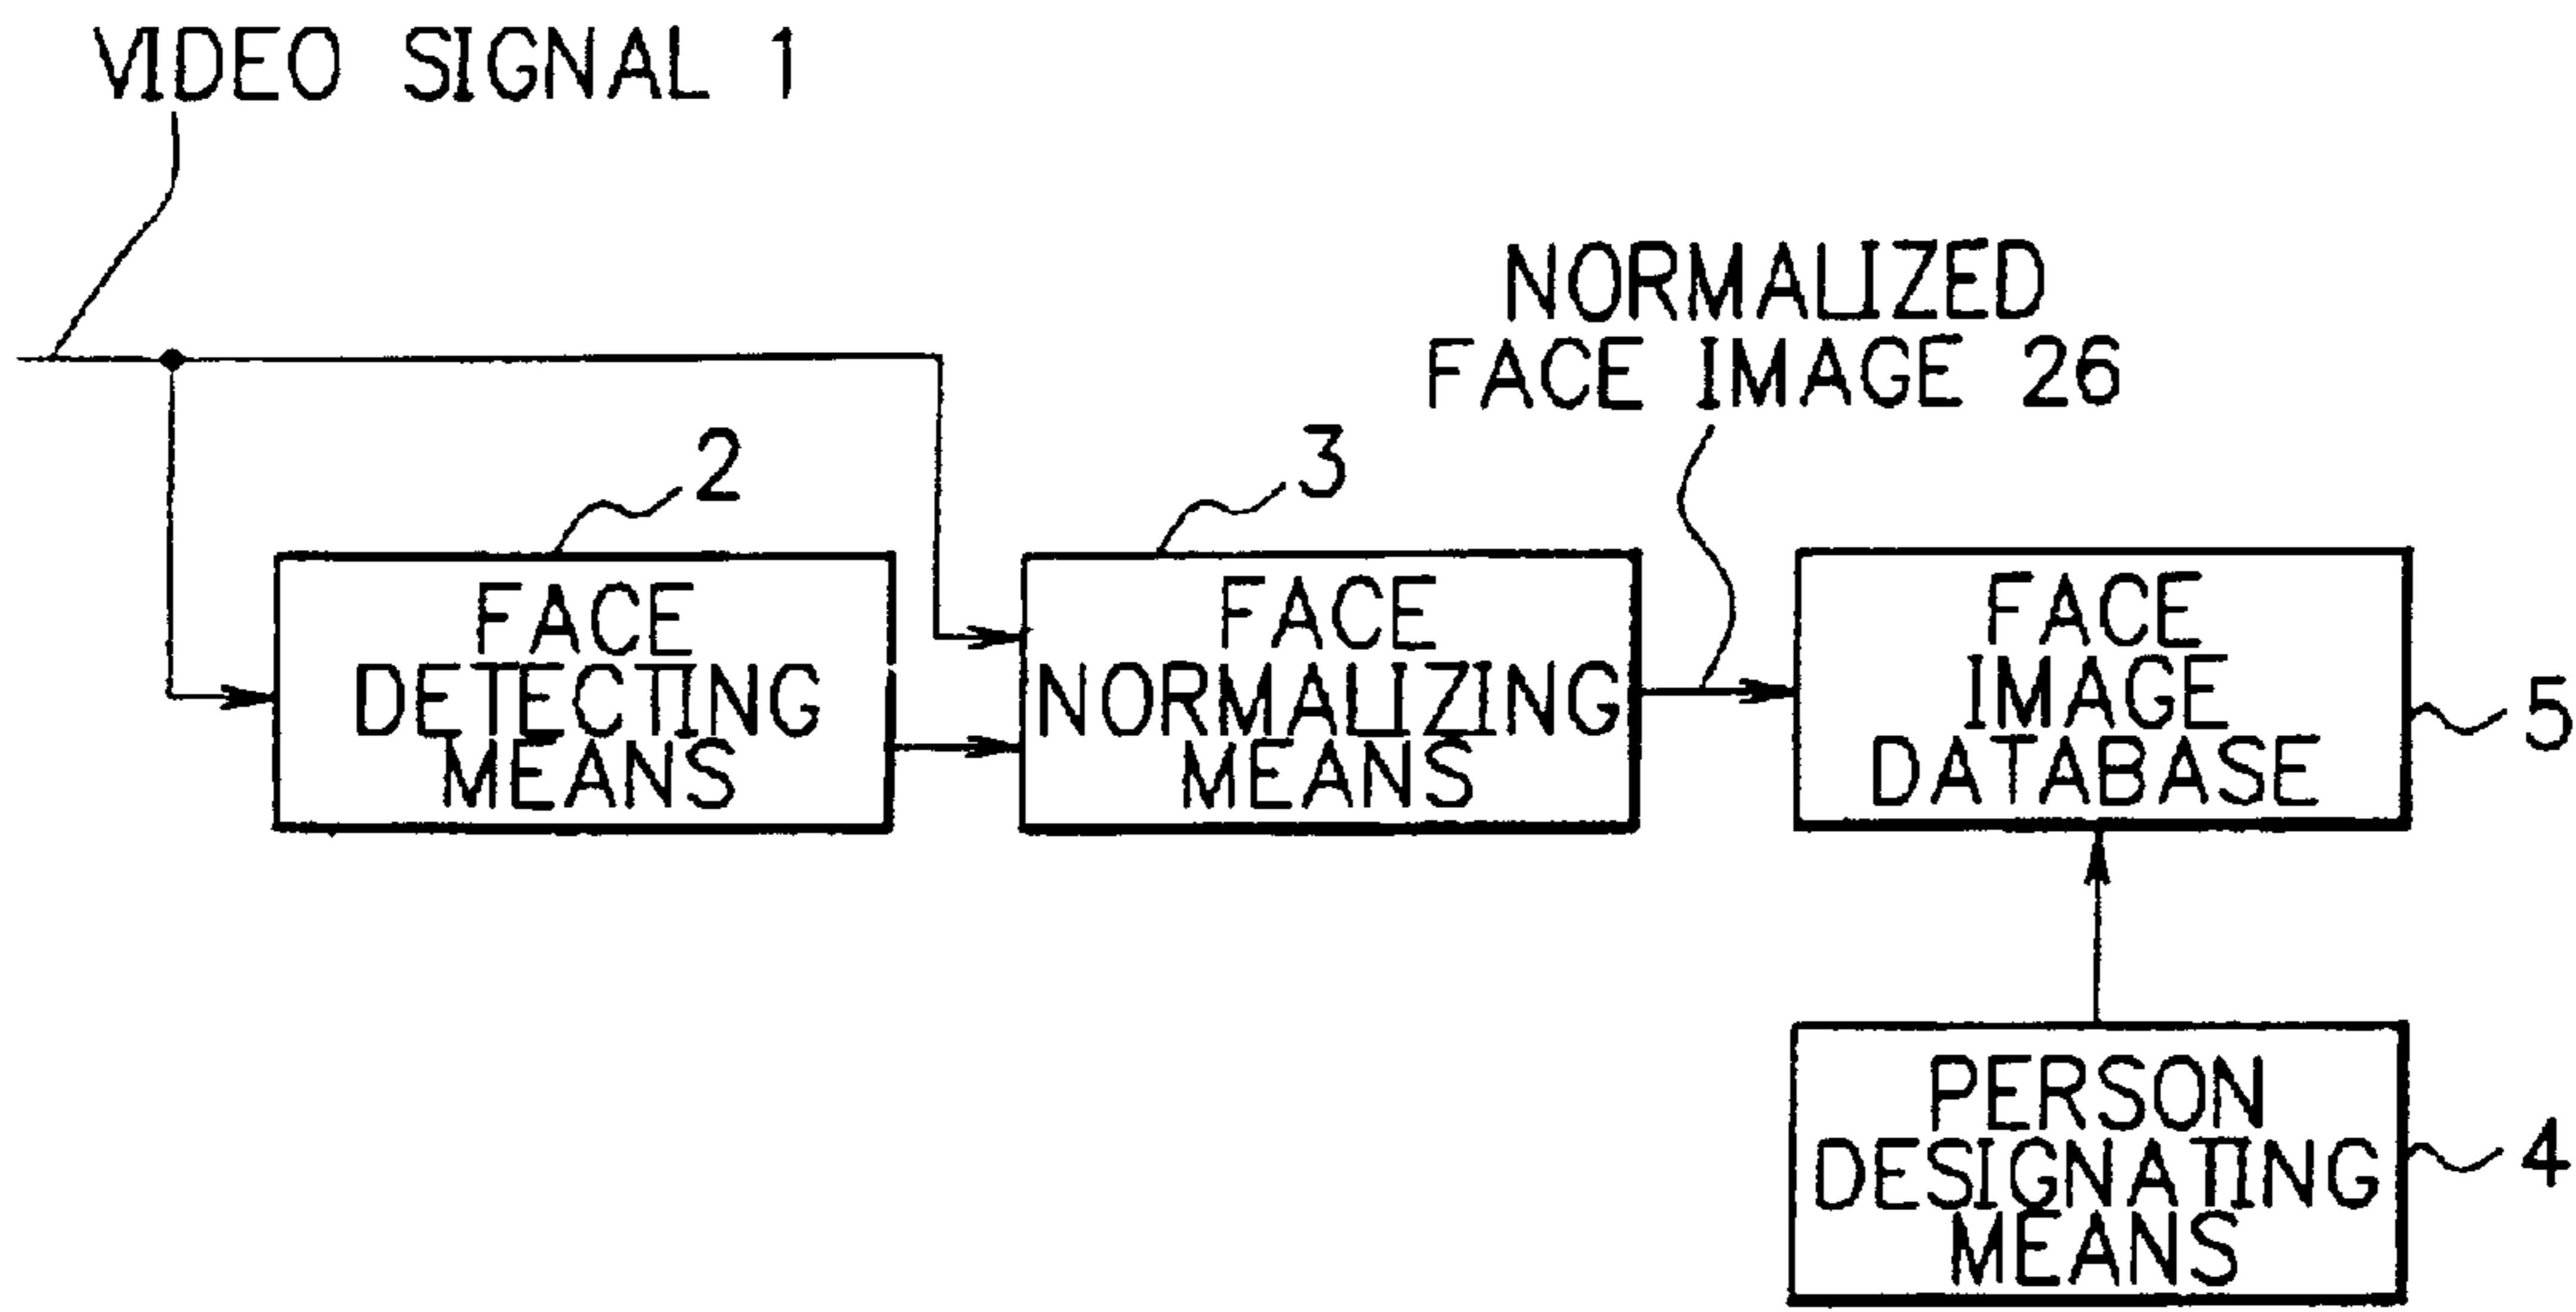 VIDEO SIGNAL 1
NORMALIZED
FACE IMAGE 26
2
3
FACE
DETECTING
MEANS
FACE
NORMALIZING
MEANS
FACE
IMAGE
DATABASE
5
PERSON
DESIGNATING
MEANS
4